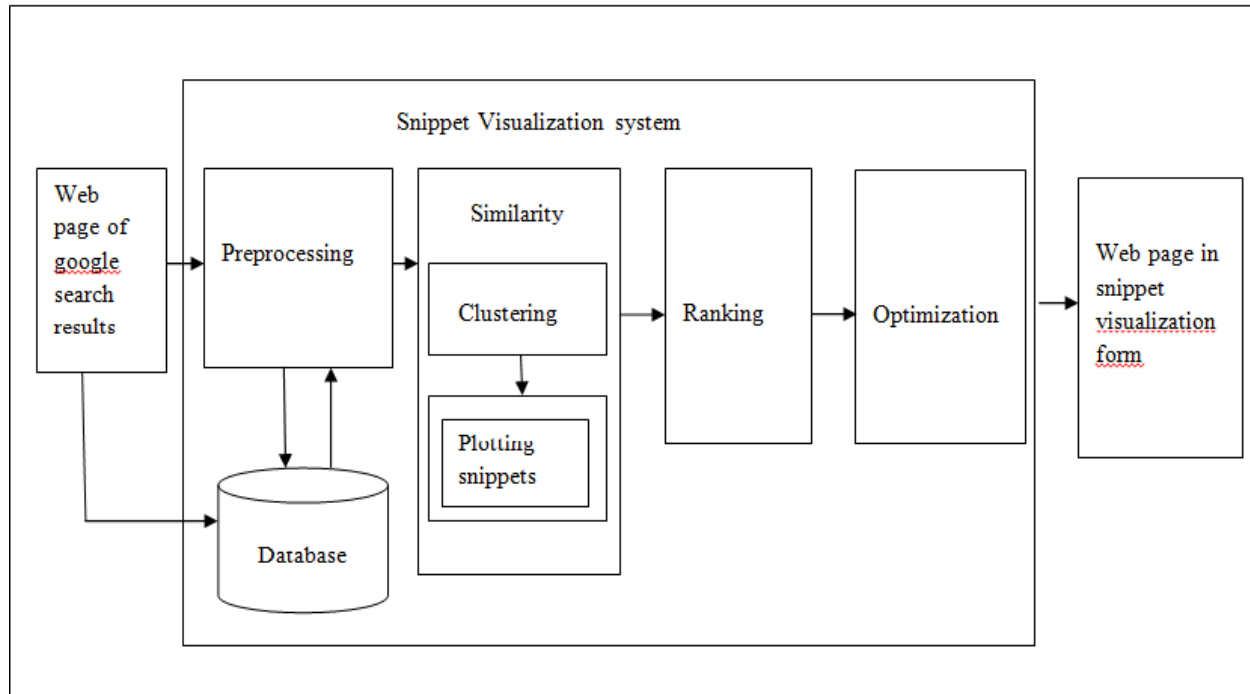 Snippet Visualization system
Web
page of
google
search
results
Preprocessing
Database
Similarity
Clustering
Plotting
snippets
Ranking
Optimization
Web page in
snippet
visualization
form